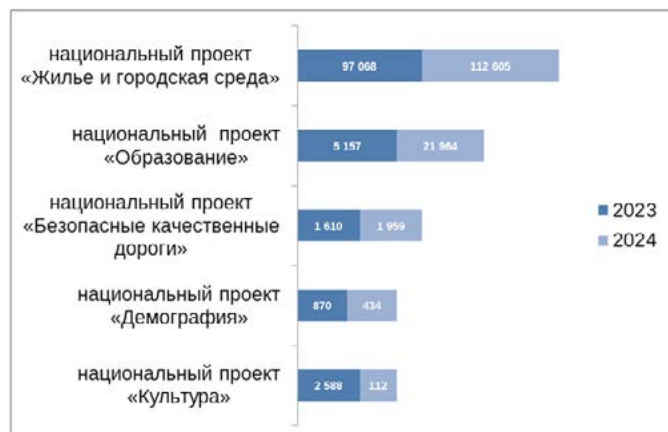 национальный проект
«Жилье и городская среда»
97 068
112 605
национальный проект
«Образование»
5 157
21 964
национальный проект
«Безопасные качественные
дороги»
1 610
1 959
национальный проект
«Демография»
870
434
национальный проект
«Культура»
2 588
112
2023
2024